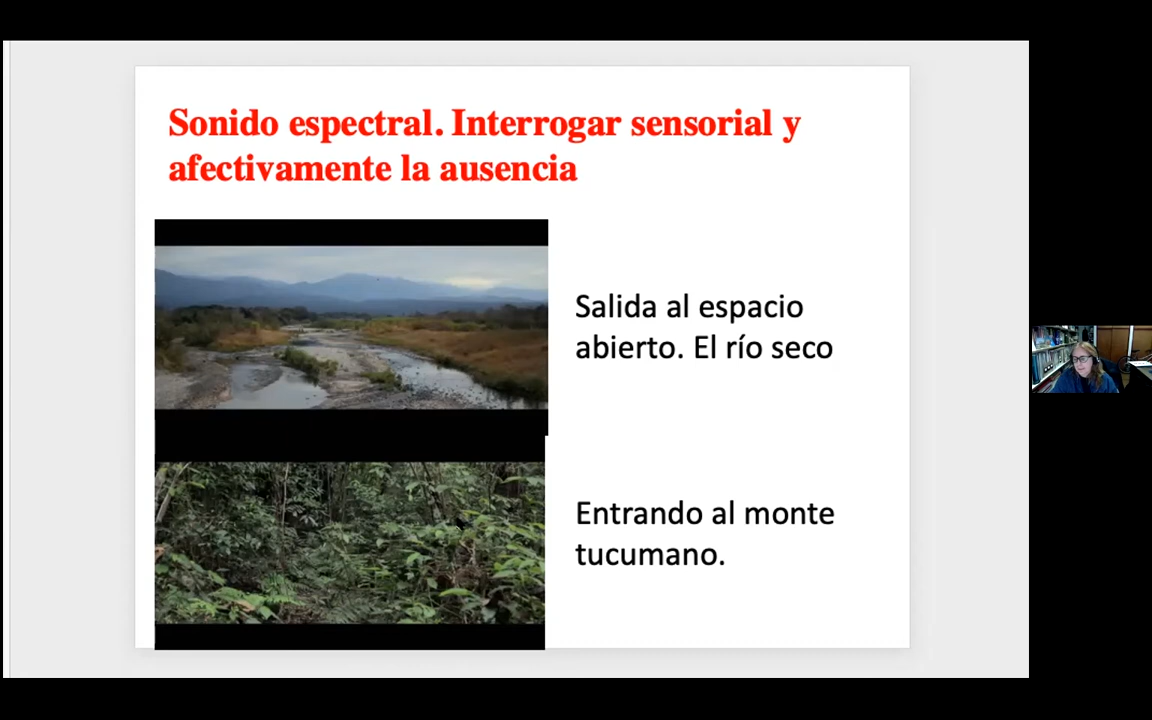 Sonido espectral. Interrogar sensorial y
afectivamente la ausencia
Salida al espacio
abierto. El río seco
Entrando al monte
tucumano.